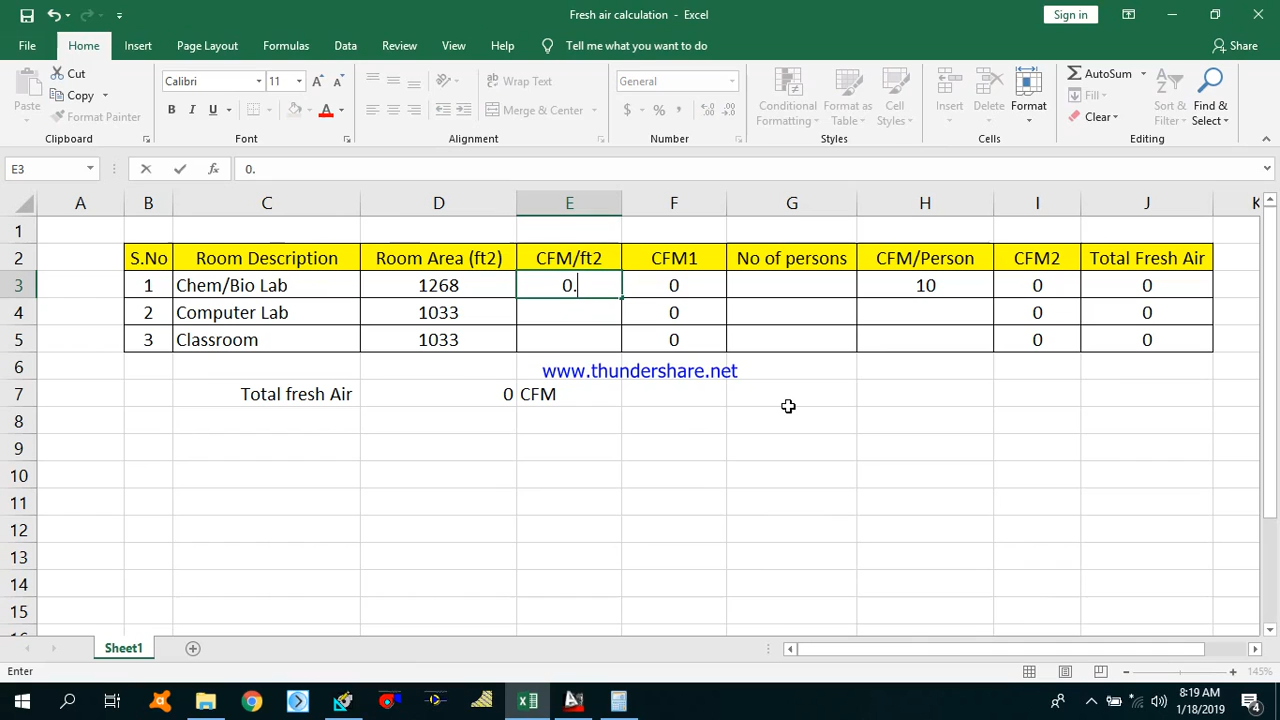 Fresh air calculation - Excel
Sign in
File Home Insert Page Layout Formulas Data Review View Help Tell me what you want to do Share
Paste Cut Copy Format Painter Clipboard
Calibri 11 A A B I U A Font
Wrap Text Merge & Center Alignment
General $ % , Number
Conditional Formatting Format as Table Cell Styles Styles
Insert Delete Format Cells
AutoSum Fill Clear Sort & Filter Find & Select Editing
E3 fx 0.
A B C D E F G H I J K
1
2 S.No Room Description Room Area (ft2) CFM/ft2 CFM1 No of persons CFM/Person CFM2 Total Fresh Air
3 1 Chem/Bio Lab 1268 0. 0 10 0 0
4 2 Computer Lab 1033 0 0 0
5 3 Classroom 1033 0 0 0
6 www.thundershare.net
7 Total fresh Air 0 CFM
8
9
10
11
12
13
14
15
16
Sheet1
Enter 145%
8:19 AM
1/18/2019
4